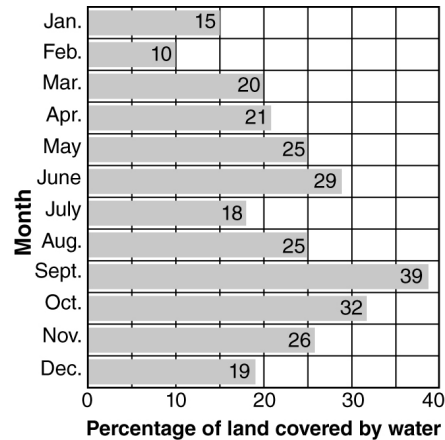 Jan. 15
Feb. 10
Mar. 20
Apr. 21
May 25
June 29
July 18
Aug. 25
Sept. 39
Oct. 32
Nov. 26
Dec. 19
Month
0 10 20 30 40
Percentage of land covered by water